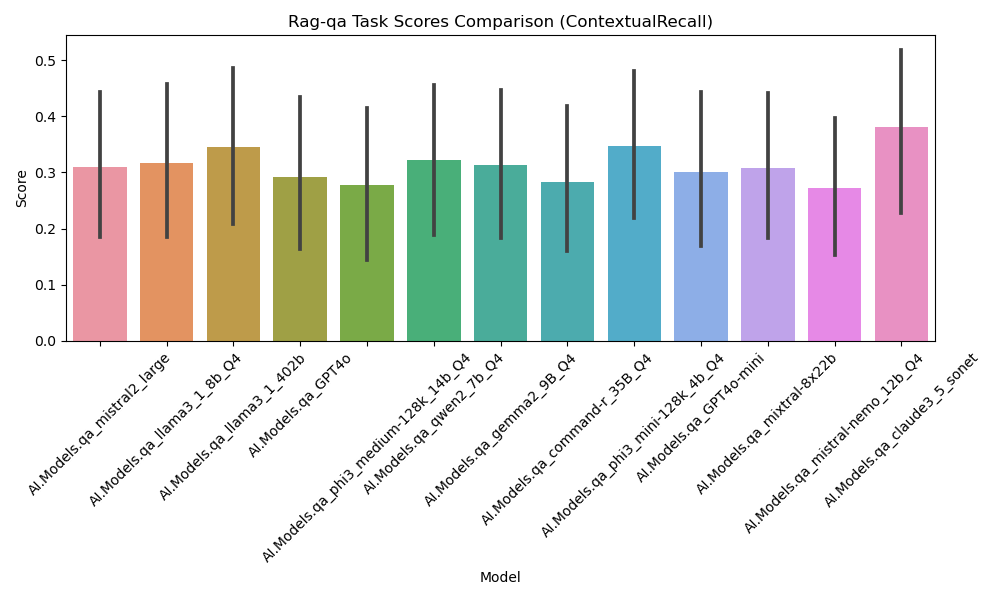 Rag-qa Task Scores Comparison (ContextualRecall)
Score
0.5
0.4
0.3
0.2
0.1
0.0
AI.Models.qa_mistral2_large
AI.Models.qa_llama3_1_8b_Q4
AI.Models.qa_llama3_1_402b
AI.Models.qa_GPT4o
AI.Models.qa_phi3_medium-128k_14b_Q4
AI.Models.qa_qwen2_7b_Q4
AI.Models.qa_gemma2_9B_Q4
AI.Models.qa_command-r_35B_Q4
AI.Models.qa_phi3_mini-128k_4b_Q4
AI.Models.qa_GPT4o-mini
AI.Models.qa_mixtral-8x22b
AI.Models.qa_mistral-nemo_12b_Q4
AI.Models.qa_claude3_5_sonet
Model